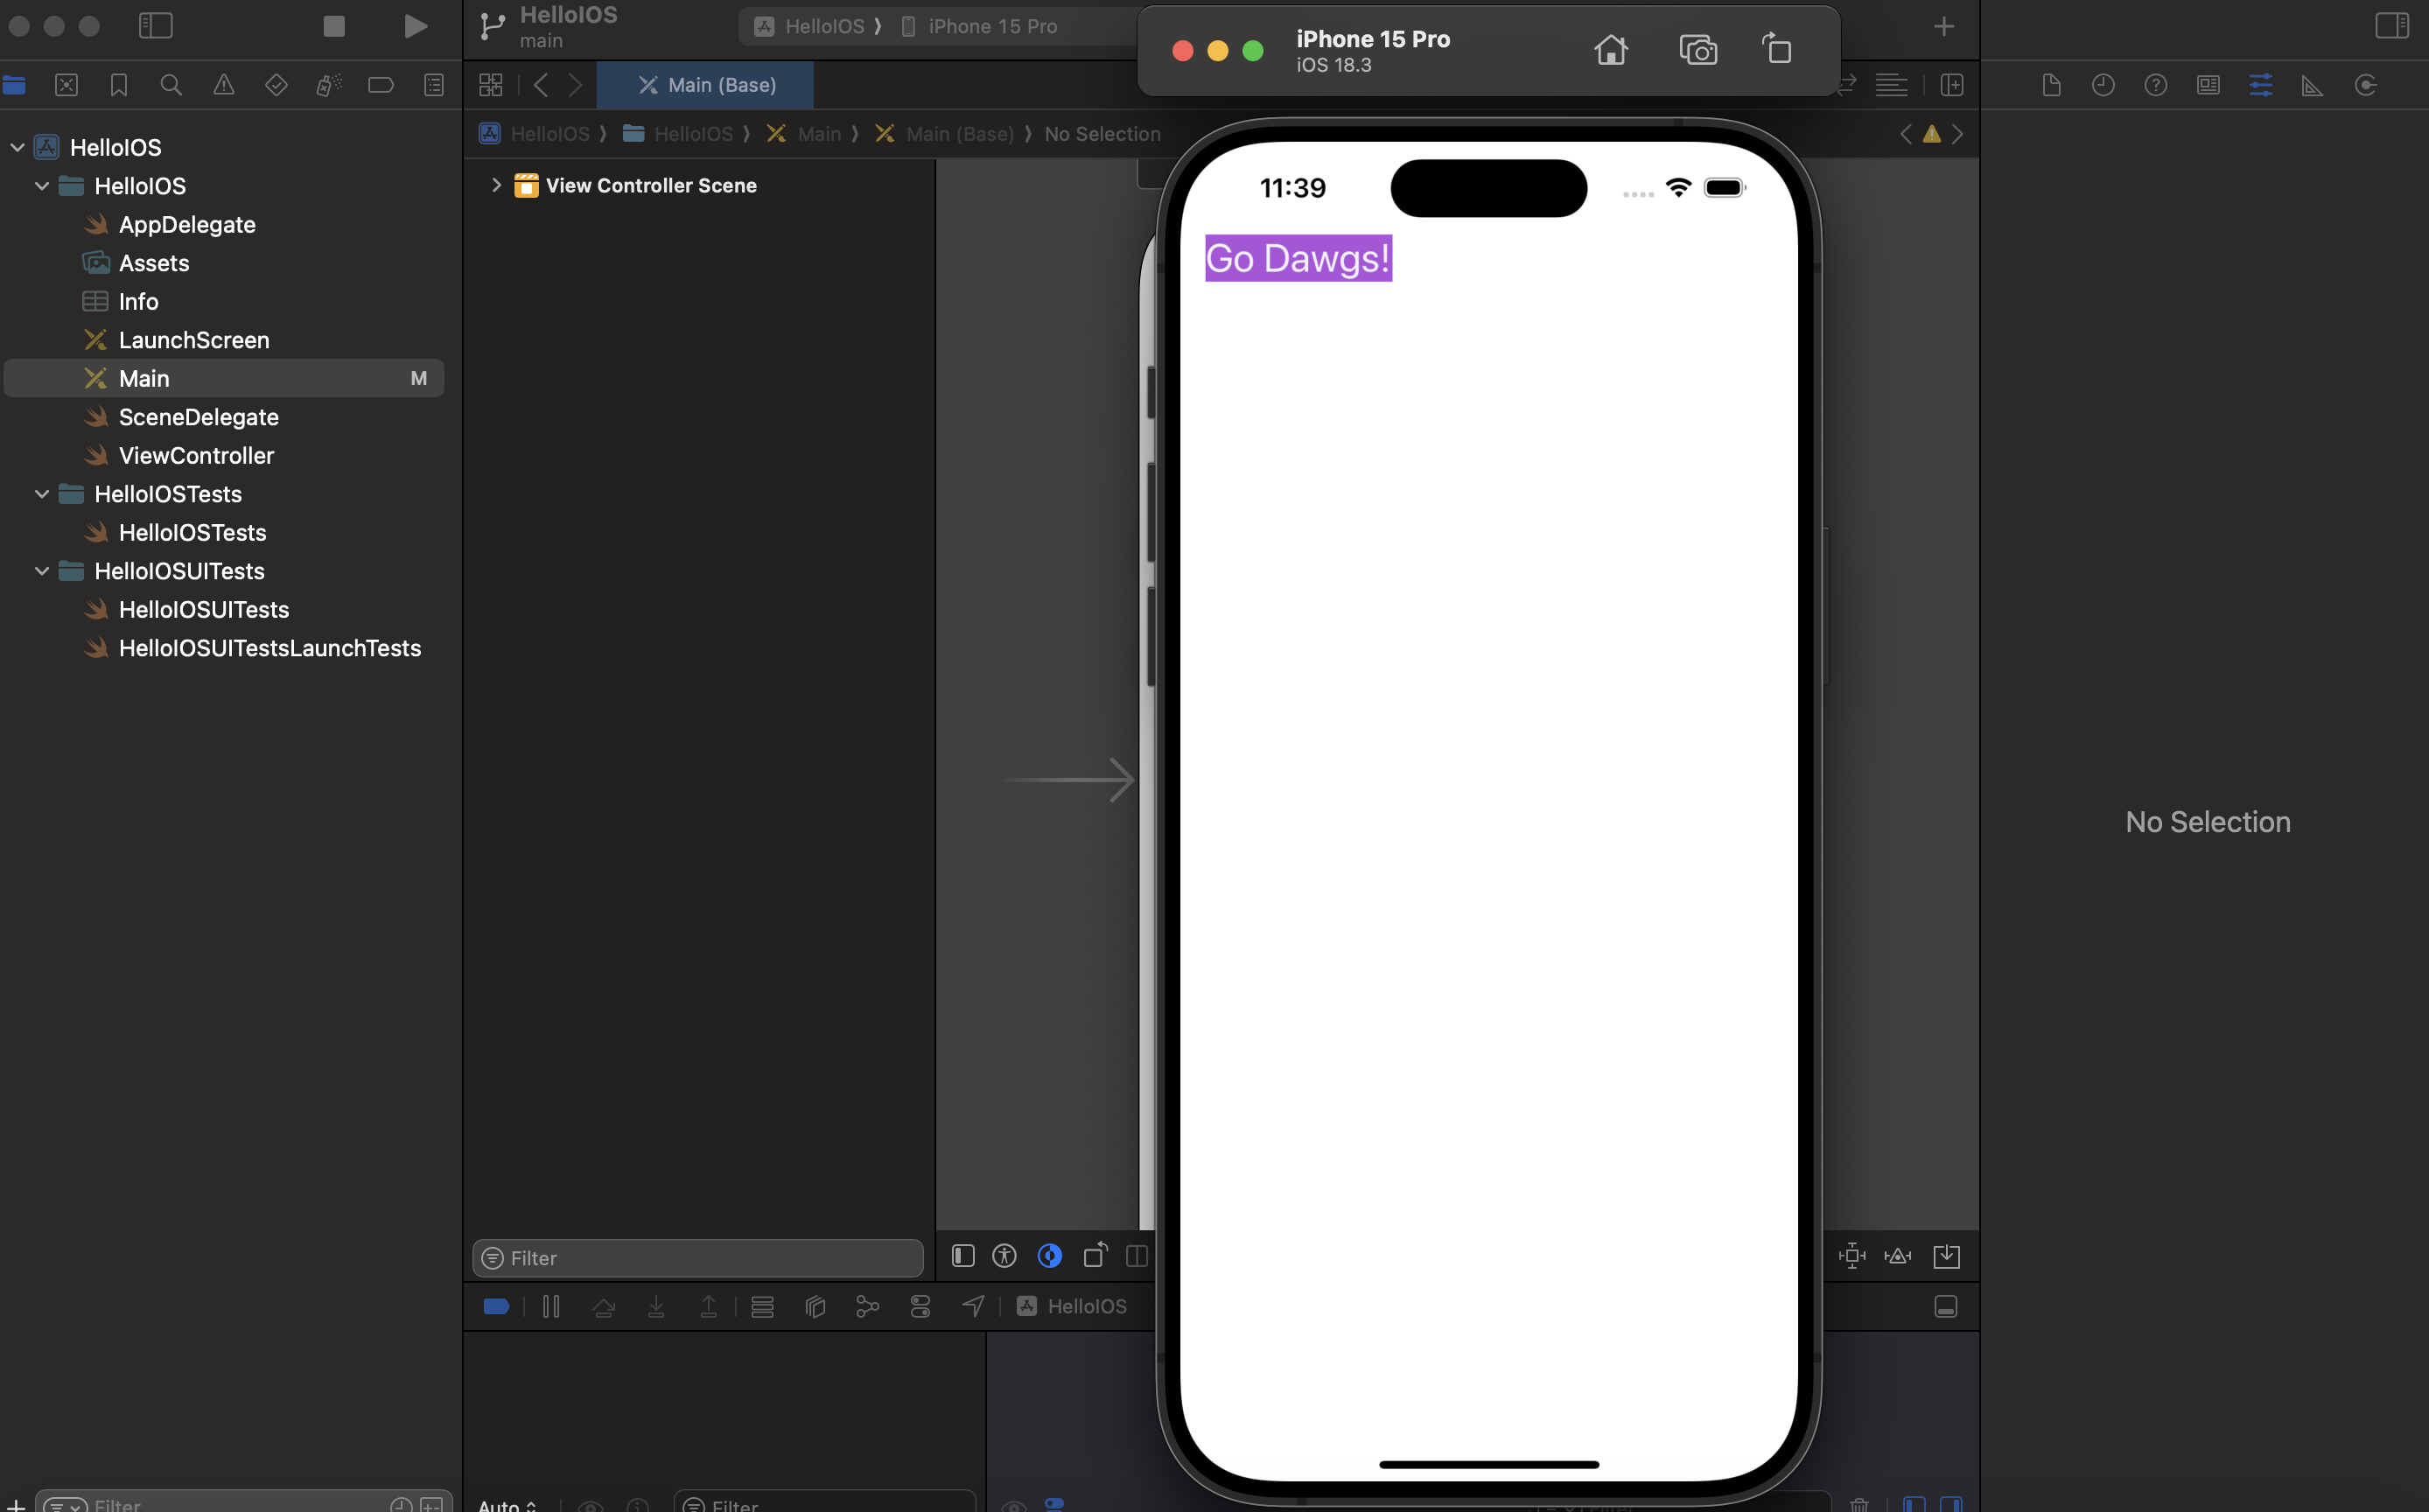 HelloIOS
main
HelloIOS
iPhone 15 Pro
iPhone 15 Pro
iOS 18.3
Main (Base)
HelloIOS
HelloIOS
Main
Main (Base)
No Selection
HelloIOS
HelloIOS
AppDelegate
Assets
Info
LaunchScreen
Main M
SceneDelegate
ViewController
HelloIOSTests
HelloIOSTests
HelloIOSUITests
HelloIOSUITests
HelloIOSUITestsLaunchTests
View Controller Scene
11:39
Go Dawgs!
No Selection
Filter
HelloIOS
Filter
Auto
Filter
Filter